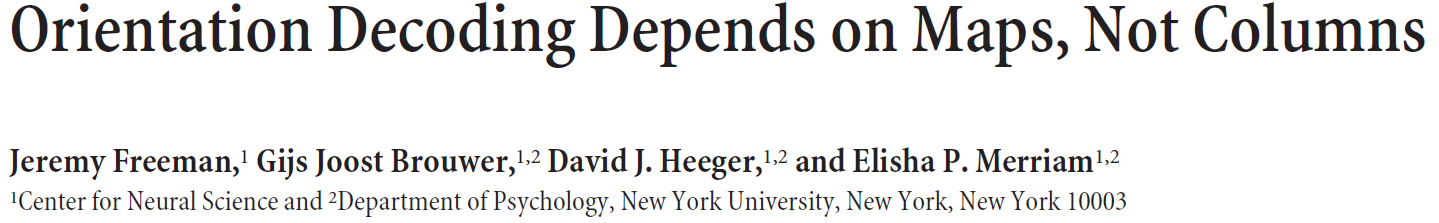 Orientation Decoding Depends on Maps, Not Columns
Jeremy Freeman,¹ Gijs Joost Brouwer,¹,² David J. Heeger,¹,² and Elisha P. Merriam¹,²
¹Center for Neural Science and ²Department of Psychology, New York University, New York, New York 10003